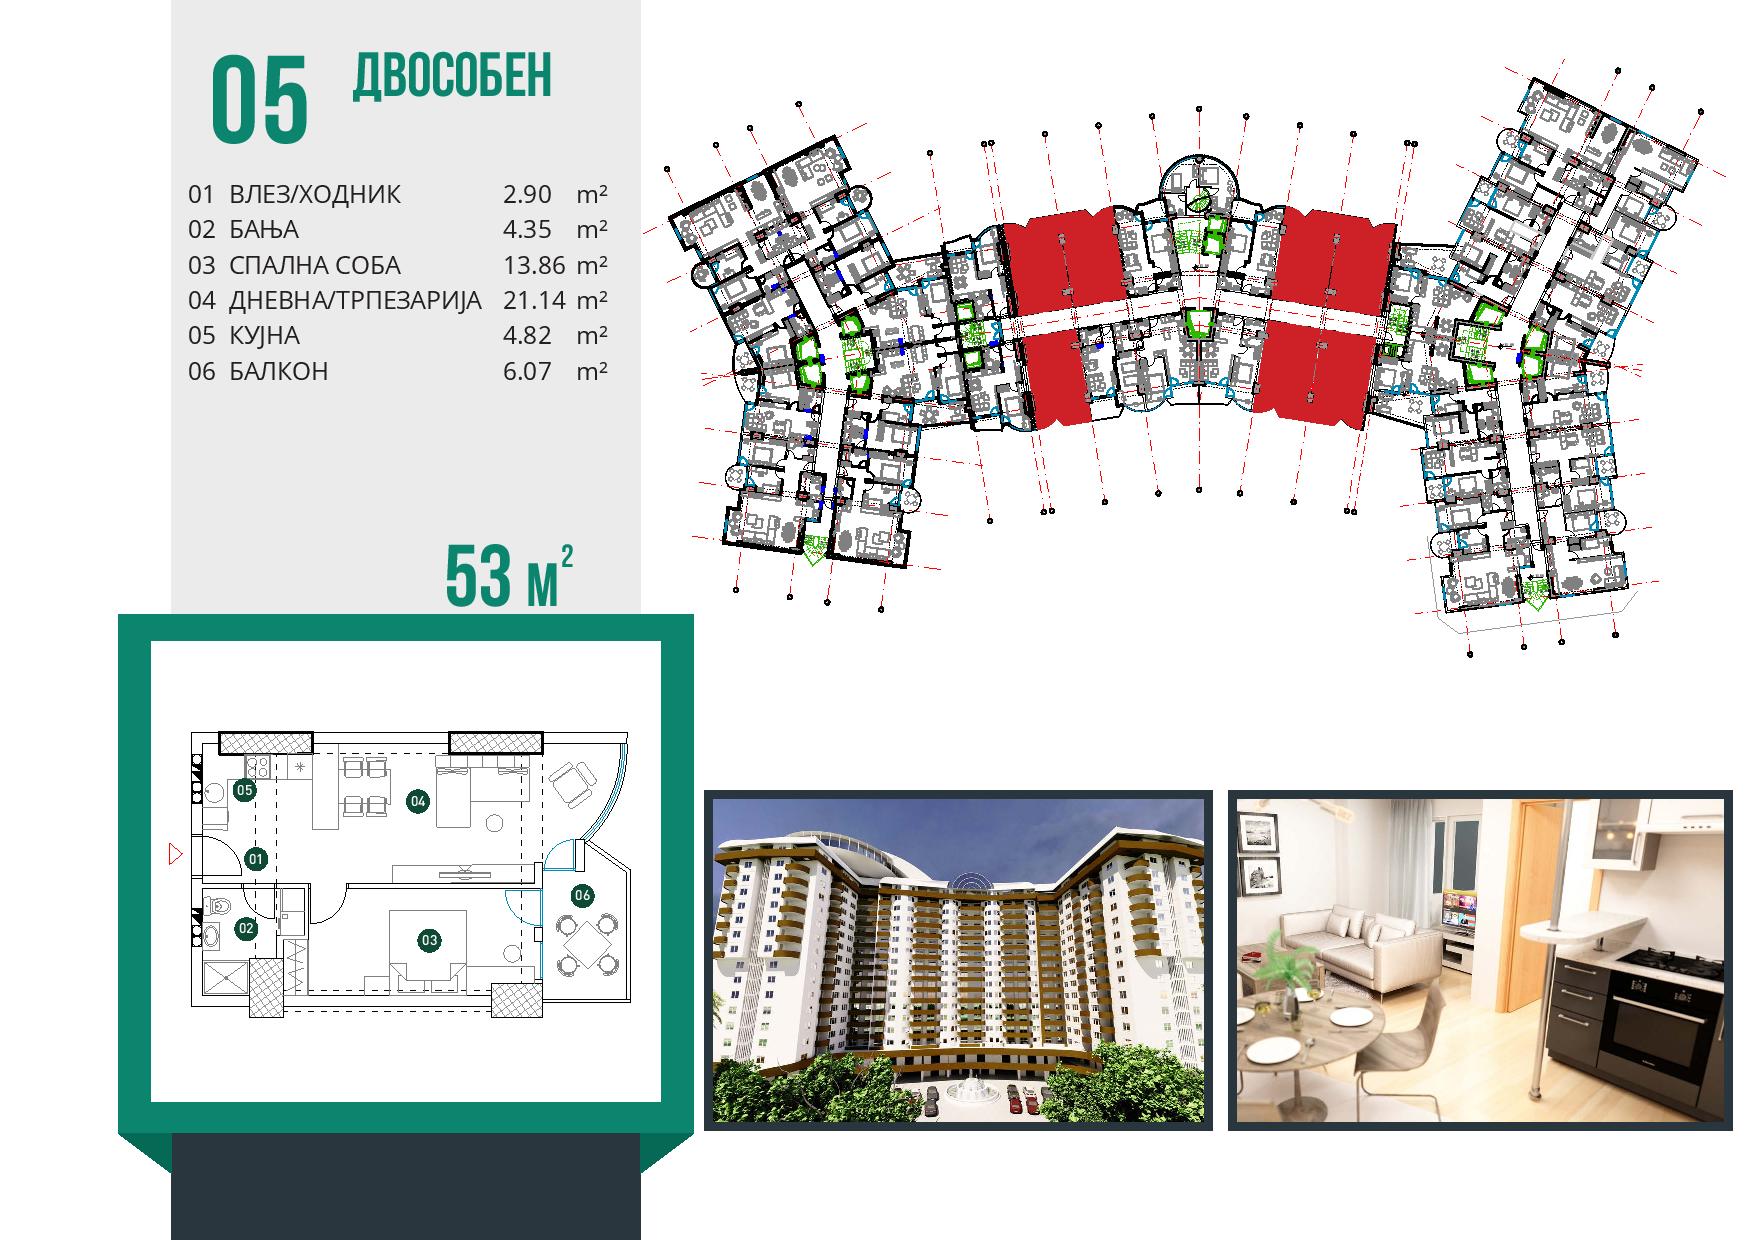 05 ДВОСОБЕН
01 ВЛЕЗ/ХОДНИК 2.90 m²
02 БАЊА 4.35 m²
03 СПАЛНА СОБА 13.86 m²
04 ДНЕВНА/ТРПЕЗАРИЈА 21.14 m²
05 КУЈНА 4.82 m²
06 БАЛКОН 6.07 m²
53 м²
05
04
01
06
02
03